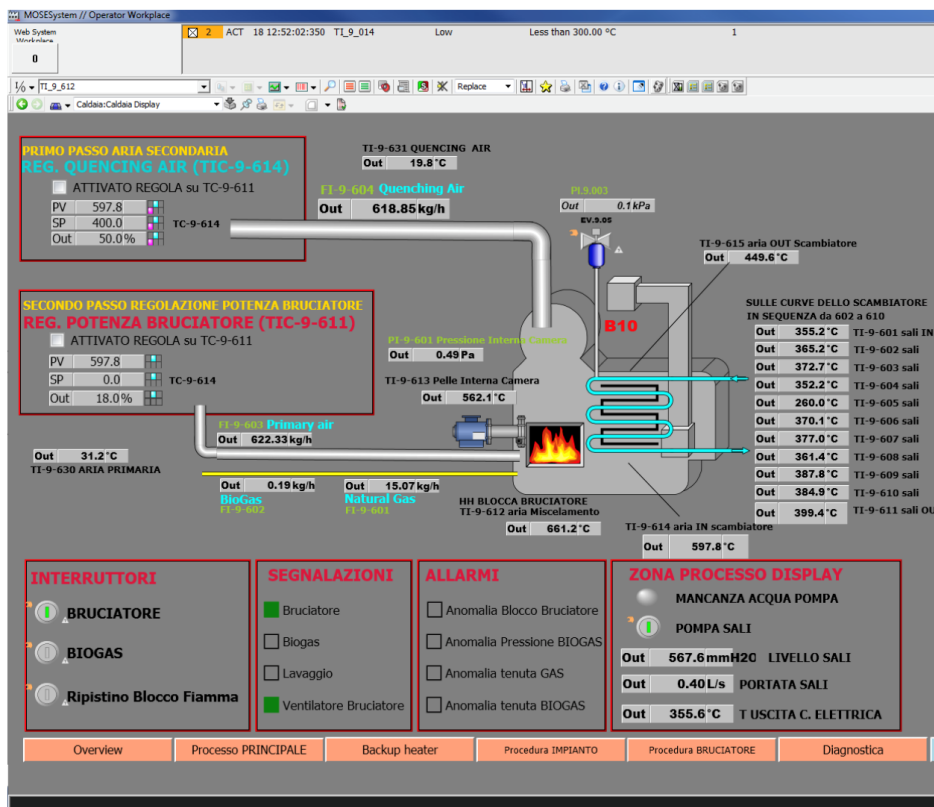 MOSESystem // Operator Workplace
Web System
Workplace
0
2 ACT 18 12:52:02:350 TI_9_014 Low Less than 300.00 °C 1
TI_9_612
Replace
Caldaia:Caldaia Display
PRIMO PASSO ARIA SECONDARIA
REG. QUENCING AIR (TIC-9-614)
ATTIVATO REGOLA su TC-9-611
PV 597.8
SP 400.0 TC-9-614
Out 50.0%
TI-9-631 QUENCING AIR
Out 19.8°C
FI-9-604 Quenching Air
Out 618.85 kg/h
PI.9.003
Out 0.1 kPa
EV.9.05
TI-9-615 aria OUT Scambiatore
Out 449.6°C
B10
SECONDO PASSO REGOLAZIONE POTENZA BRUCIATORE
REG. POTENZA BRUCIATORE (TIC-9-611)
ATTIVATO REGOLA su TC-9-611
PV 597.8
SP 0.0 TC-9-614
Out 18.0%
PI-9-601 Pressione Interna Camera
Out 0.49 Pa
TI-9-613 Pelle Interna Camera
Out 562.1°C
SULLE CURVE DELLO SCAMBIATORE
IN SEQUENZA da 602 a 610
Out 355.2°C TI-9-601 sali IN
Out 365.2°C TI-9-602 sali
Out 372.7°C TI-9-603 sali
Out 352.2°C TI-9-604 sali
Out 260.0°C TI-9-605 sali
Out 370.1°C TI-9-606 sali
Out 377.0°C TI-9-607 sali
Out 361.4°C TI-9-608 sali
Out 387.8°C TI-9-609 sali
Out 384.9°C TI-9-610 sali
Out 399.4°C TI-9-611 sali OU
FI-9-603 Primary air
Out 622.33 kg/h
Out 31.2°C
TI-9-630 ARIA PRIMARIA
Out 0.19 kg/h
BioGas
FI-9-602
Out 15.07 kg/h
Natural Gas
FI-9-601
HH BLOCCA BRUCIATORE
TI-9-612 aria Miscelamento
Out 661.2°C
TI-9-614 aria IN scambiatore
Out 597.8°C
INTERRUTTORI
BRUCIATORE
BIOGAS
Ripistino Blocco Fiamma
SEGNALAZIONI
Bruciatore
Biogas
Lavaggio
Ventilatore Bruciatore
ALLARMI
Anomalia Blocco Bruciatore
Anomalia Pressione BIOGAS
Anomalia tenuta GAS
Anomalia tenuta BIOGAS
ZONA PROCESSO DISPLAY
MANCANZA ACQUA POMPA
POMPA SALI
Out 567.6 mmH2O LIVELLO SALI
Out 0.40 L/s PORTATA SALI
Out 355.6°C T USCITA C. ELETTRICA
Overview Processo PRINCIPALE Backup heater Procedura IMPIANTO Procedura BRUCIATORE Diagnostica